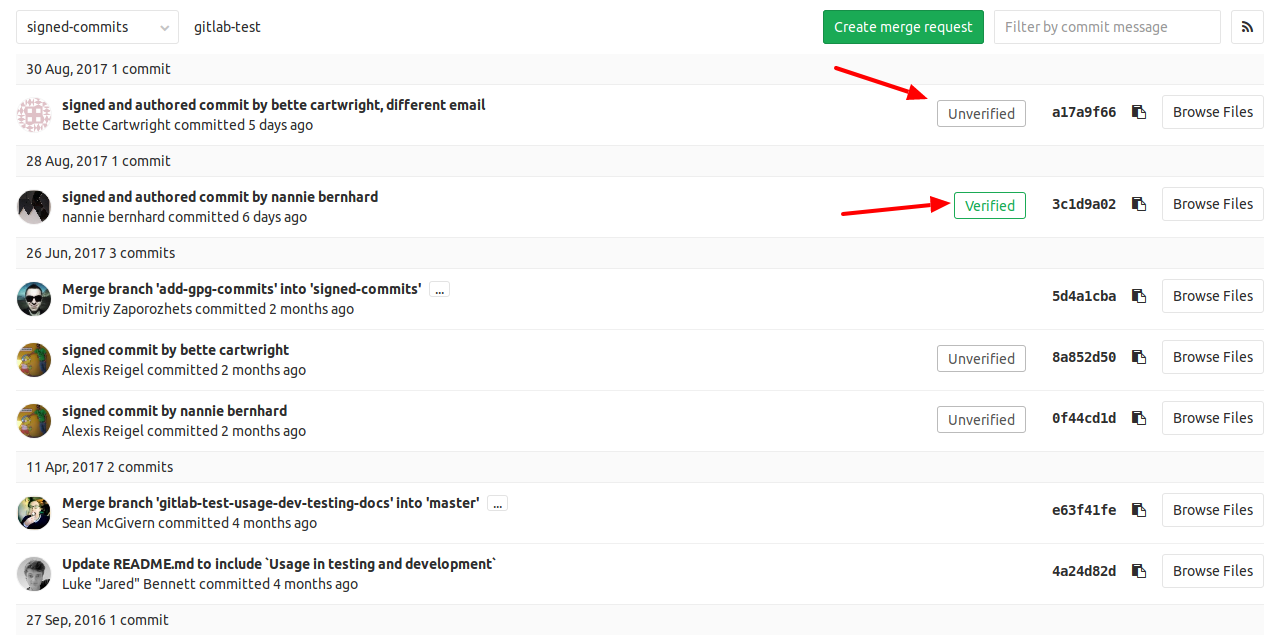 signed-commits gitlab-test Create merge request Filter by commit message
30 Aug, 2017 1 commit
signed and authored commit by bette cartwright, different email
Bette Cartwright committed 5 days ago
Unverified a17a9f66 Browse Files
28 Aug, 2017 1 commit
signed and authored commit by nannie bernhard
nannie bernhard committed 6 days ago
Verified 3c1d9a02 Browse Files
26 Jun, 2017 3 commits
Merge branch 'add-gpg-commits' into 'signed-commits' ...
Dmitriy Zaporozhets committed 2 months ago
5d4a1cba Browse Files
signed commit by bette cartwright
Alexis Reigel committed 2 months ago
Unverified 8a852d50 Browse Files
signed commit by nannie bernhard
Alexis Reigel committed 2 months ago
Unverified 0f44cd1d Browse Files
11 Apr, 2017 2 commits
Merge branch 'gitlab-test-usage-dev-testing-docs' into 'master' ...
Sean McGivern committed 4 months ago
e63f41fe Browse Files
Update README.md to include `Usage in testing and development`
Luke "Jared" Bennett committed 4 months ago
4a24d82d Browse Files
27 Sep, 2016 1 commit